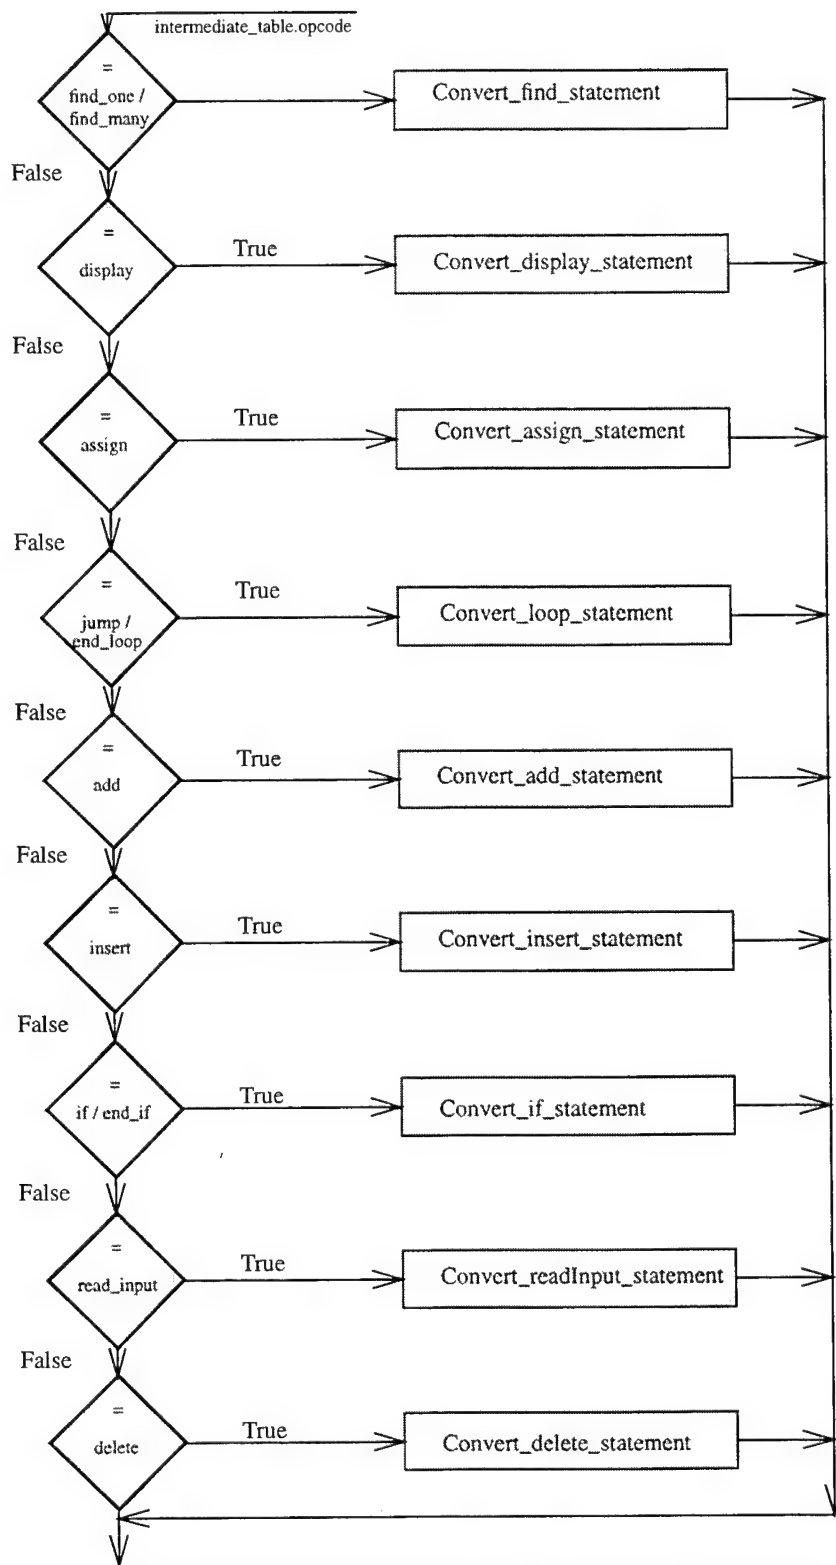 intermediate_table.opcode
=
find_one /
find_many
Convert_find_statement
False
=
display
True
Convert_display_statement
False
=
assign
True
Convert_assign_statement
False
=
jump /
end_loop
True
Convert_loop_statement
False
=
add
True
Convert_add_statement
False
=
insert
True
Convert_insert_statement
False
=
if / end_if
True
Convert_if_statement
False
=
read_input
True
Convert_readInput_statement
False
=
delete
True
Convert_delete_statement